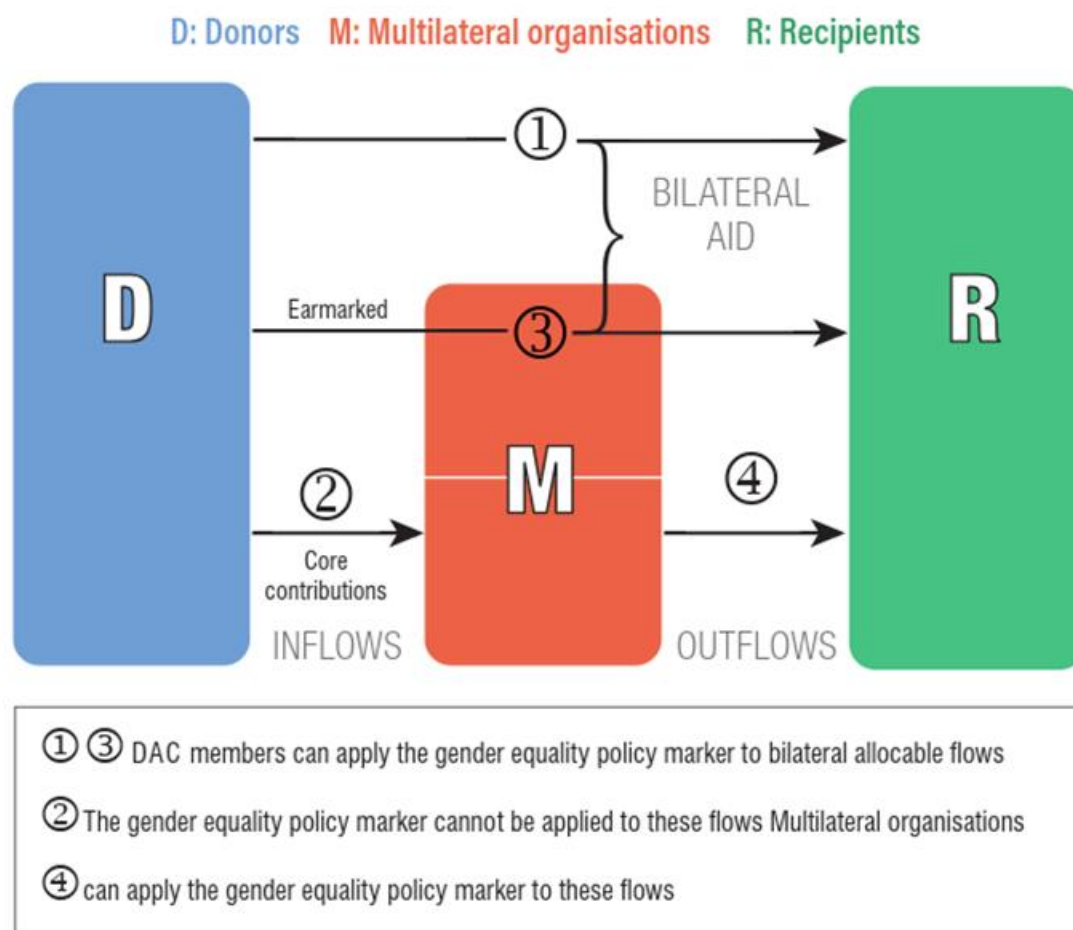 D: Donors M: Multilateral organisations R: Recipients
①
BILATERAL
AID
D
Earmarked
③
R
M
②
④
Core
contributions
INFLOWS
OUTFLOWS
① ③ DAC members can apply the gender equality policy marker to bilateral allocable flows
② The gender equality policy marker cannot be applied to these flows Multilateral organisations
④ can apply the gender equality policy marker to these flows